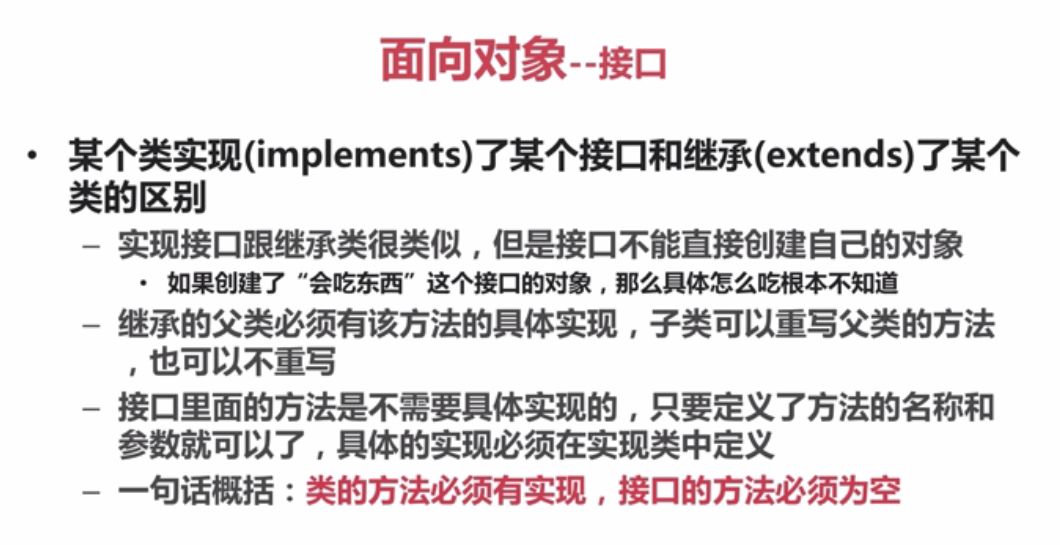 面向对象--接口
• 某个类实现(implements)了某个接口和继承(extends)了某个
类的区别
– 实现接口跟继承类很类似，但是接口不能直接创建自己的对象
• 如果创建了“会吃东西”这个接口的对象，那么具体怎么吃根本不知道
– 继承的父类必须有该方法的具体实现，子类可以重写父类的方法
，也可以不重写
– 接口里面的方法是不需要具体实现的，只要定义了方法的名称和
参数就可以了，具体的实现必须在实现类中定义
– 一句话概括：类的方法必须有实现，接口的方法必须为空